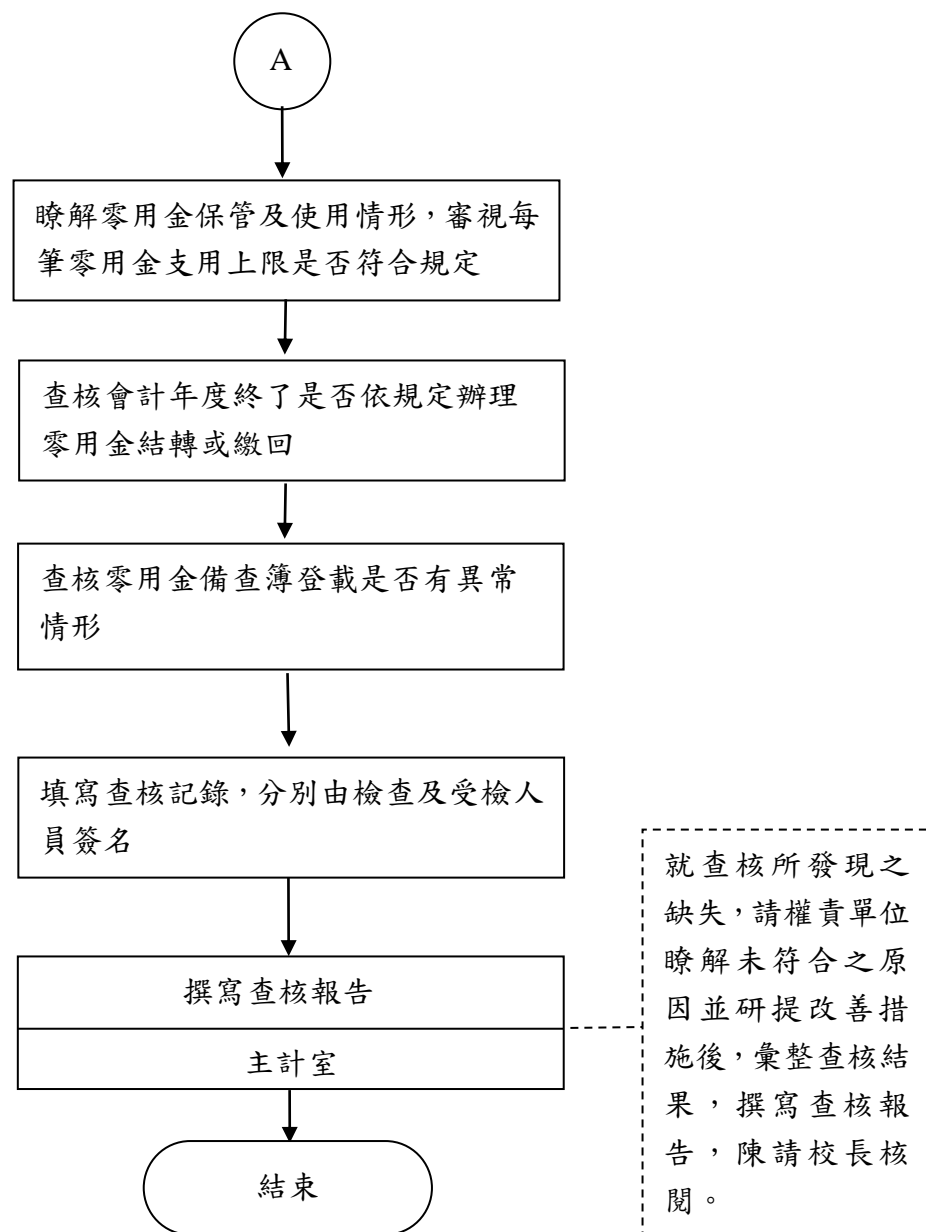 A
瞭解零用金保管及使用情形，審視每
筆零用金支用上限是否符合規定
查核會計年度終了是否依規定辦理
零用金結轉或繳回
查核零用金備查簿登載是否有異常
情形
填寫查核記錄，分別由檢查及受檢人
員簽名
撰寫查核報告
主計室
就查核所發現之
缺失，請權責單位
瞭解未符合之原
因並研提改善措
施後，彙整查核結
果，撰寫查核報
告，陳請校長核
閱。
結束